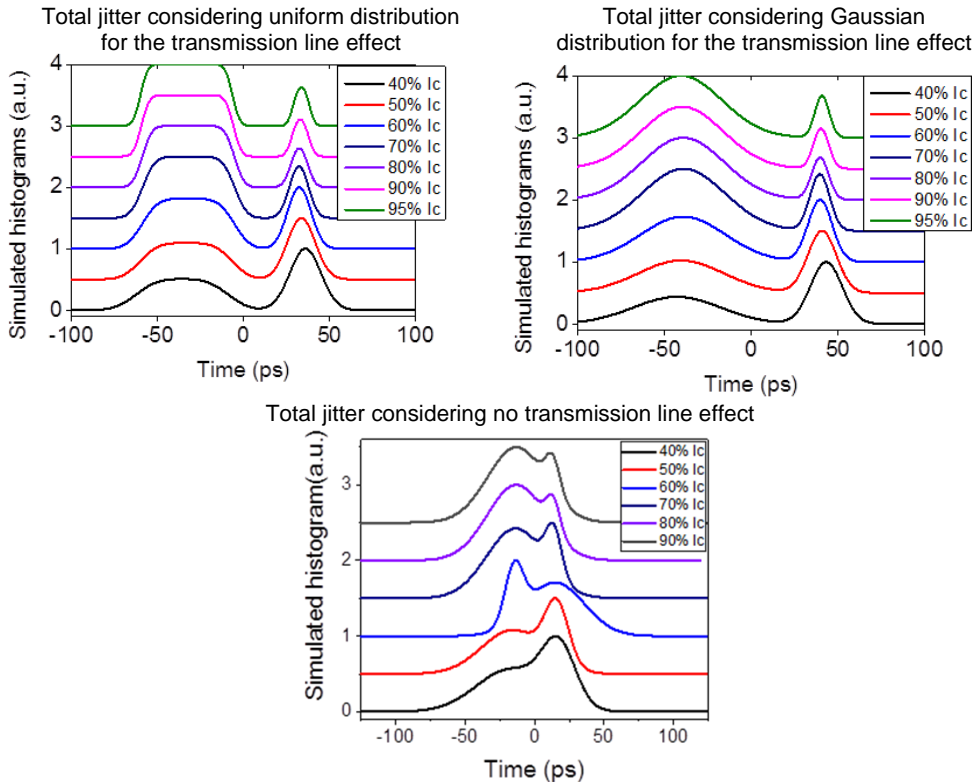 Total jitter considering uniform distribution
for the transmission line effect
Simulated histograms (a.u.)
4
3
2
1
0
-100
-50
0
50
100
Time (ps)
40% Ic
50% Ic
60% Ic
70% Ic
80% Ic
90% Ic
95% Ic
Total jitter considering Gaussian
distribution for the transmission line effect
Simulated histograms (a.u.)
4
3
2
1
0
-100
-50
0
50
100
Time (ps)
40% Ic
50% Ic
60% Ic
70% Ic
80% Ic
90% Ic
95% Ic
Total jitter considering no transmission line effect
Simulated histogram(a.u.)
3
2
1
0
-100
-50
0
50
100
Time (ps)
40% Ic
50% Ic
60% Ic
70% Ic
80% Ic
90% Ic